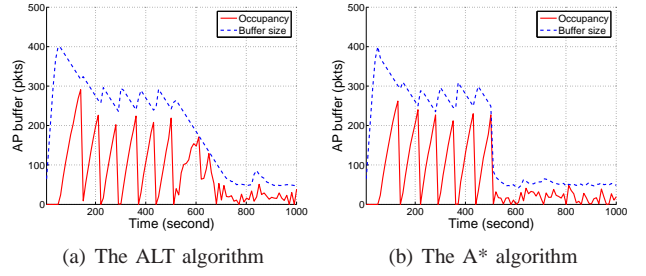 500
400
300
200
100
0
AP buffer (pkts)
200
400
600
800
1000
Time (second)
Occupancy
Buffer size
(a) The ALT algorithm
500
400
300
200
100
0
AP buffer (pkts)
200
400
600
800
1000
Time (second)
Occupancy
Buffer size
(b) The A* algorithm